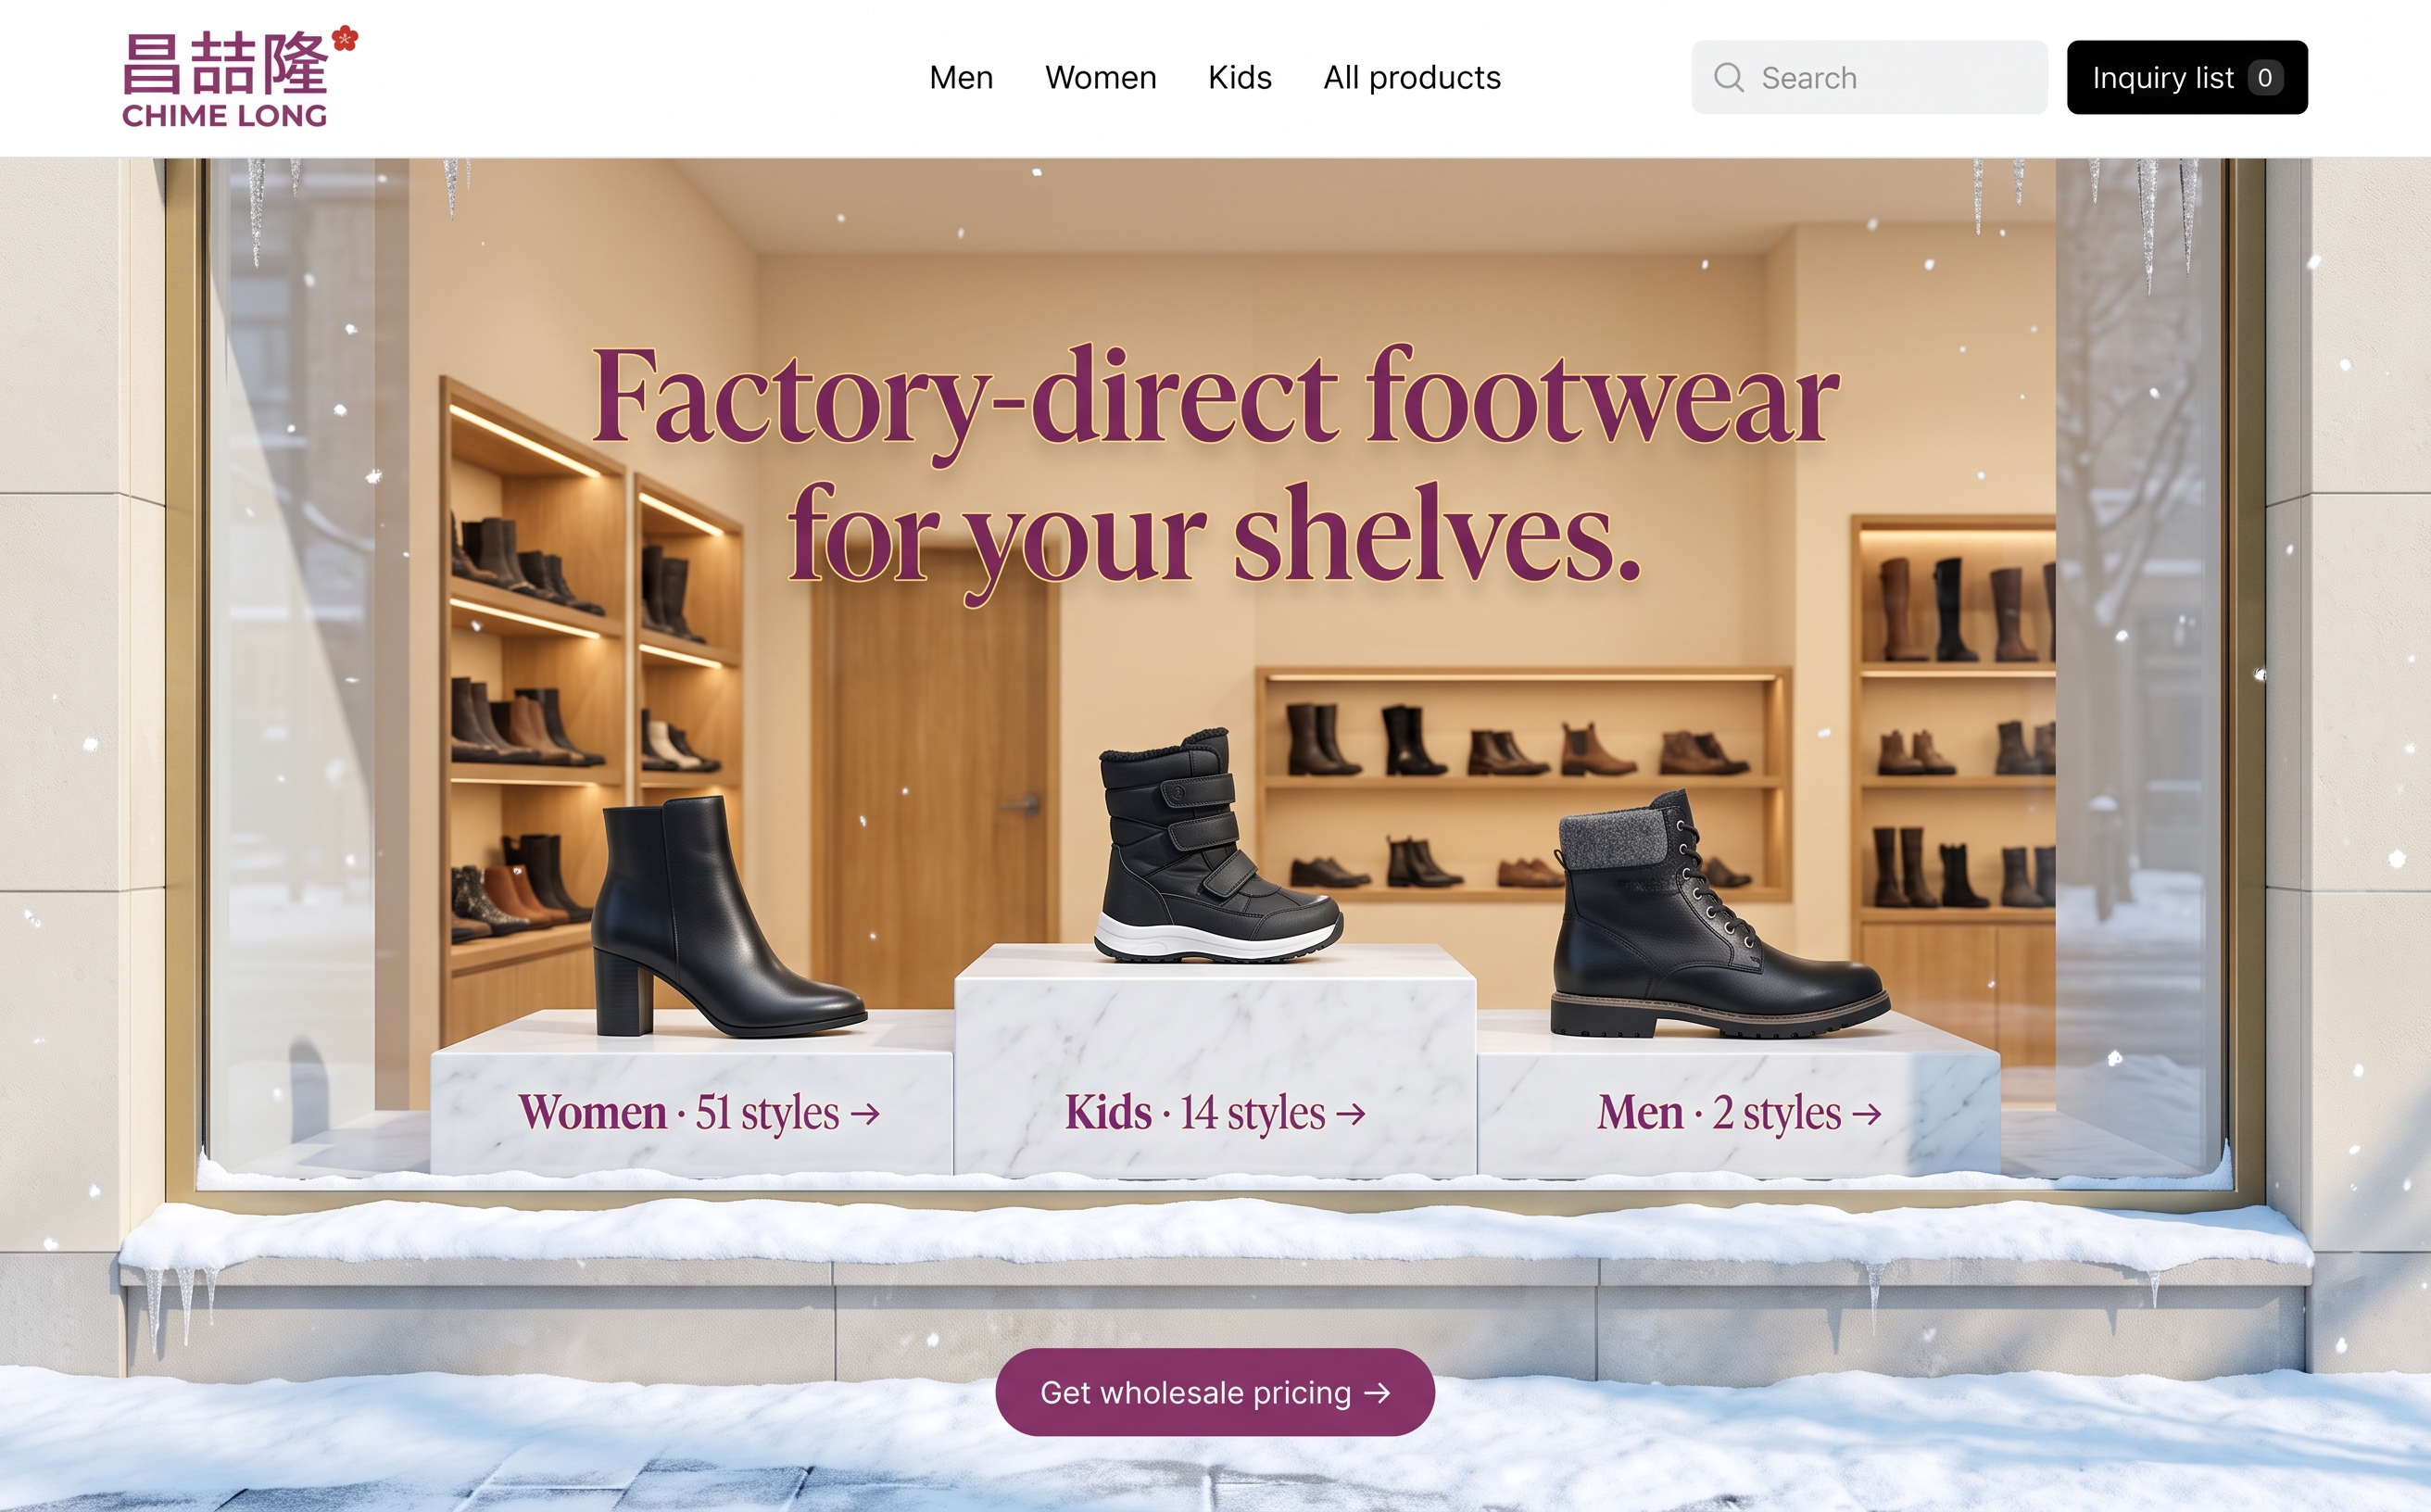 昌喆隆
CHIME LONG
Men
Women
Kids
All products
Search
Inquiry list 0
Factory-direct footwear
for your shelves.
Women · 51 styles →
Kids · 14 styles →
Men · 2 styles →
Get wholesale pricing →